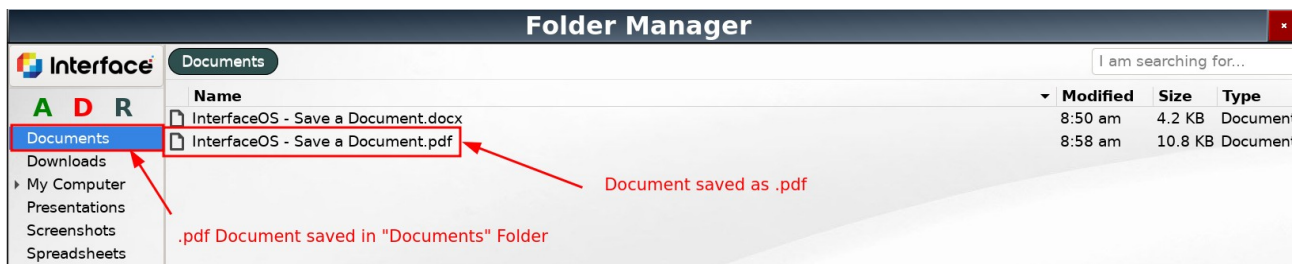 Folder Manager
×
Interface
Documents
I am searching for...
A D R
Name Modified Size Type
InterfaceOS - Save a Document.docx 8:50 am 4.2 KB Document
Documents
InterfaceOS - Save a Document.pdf 8:58 am 10.8 KB Document
Downloads
My Computer
Document saved as .pdf
Presentations
Screenshots
.pdf Document saved in "Documents" Folder
Spreadsheets